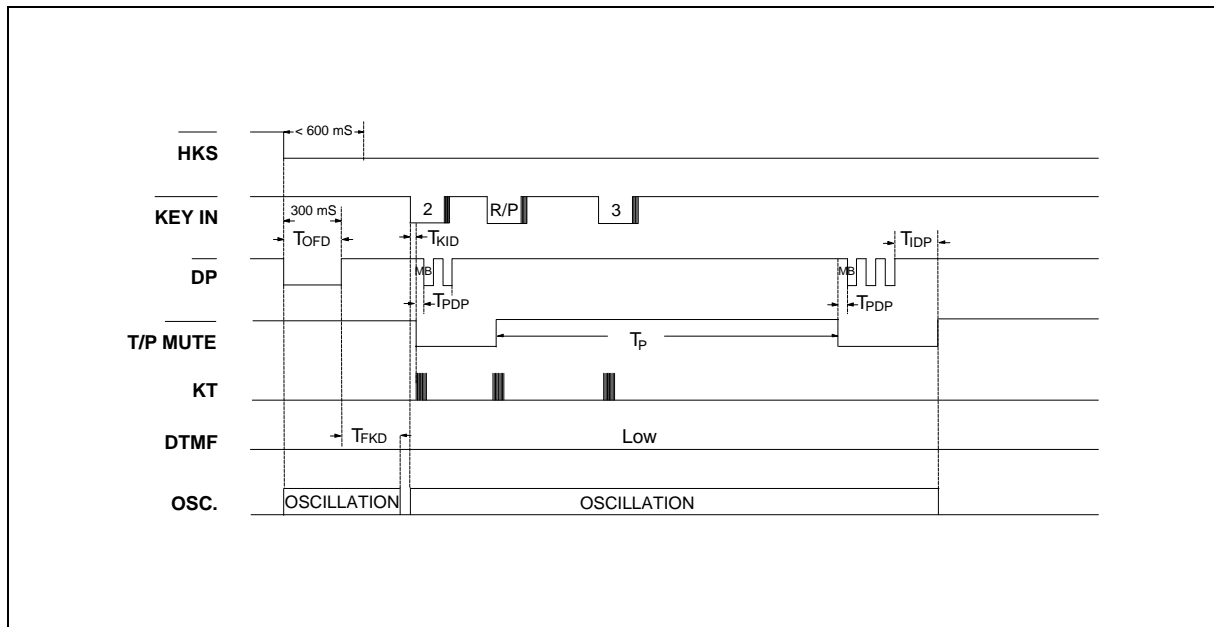 < 600 mS
HKS
KEY IN
2
R/P
3
300 mS
TOFD
TKID
TIDP
DP
MB
MB
TPDP
TPDP
T/P MUTE
TP
KT
TFKD
DTMF
Low
OSC.
OSCILLATION
OSCILLATION